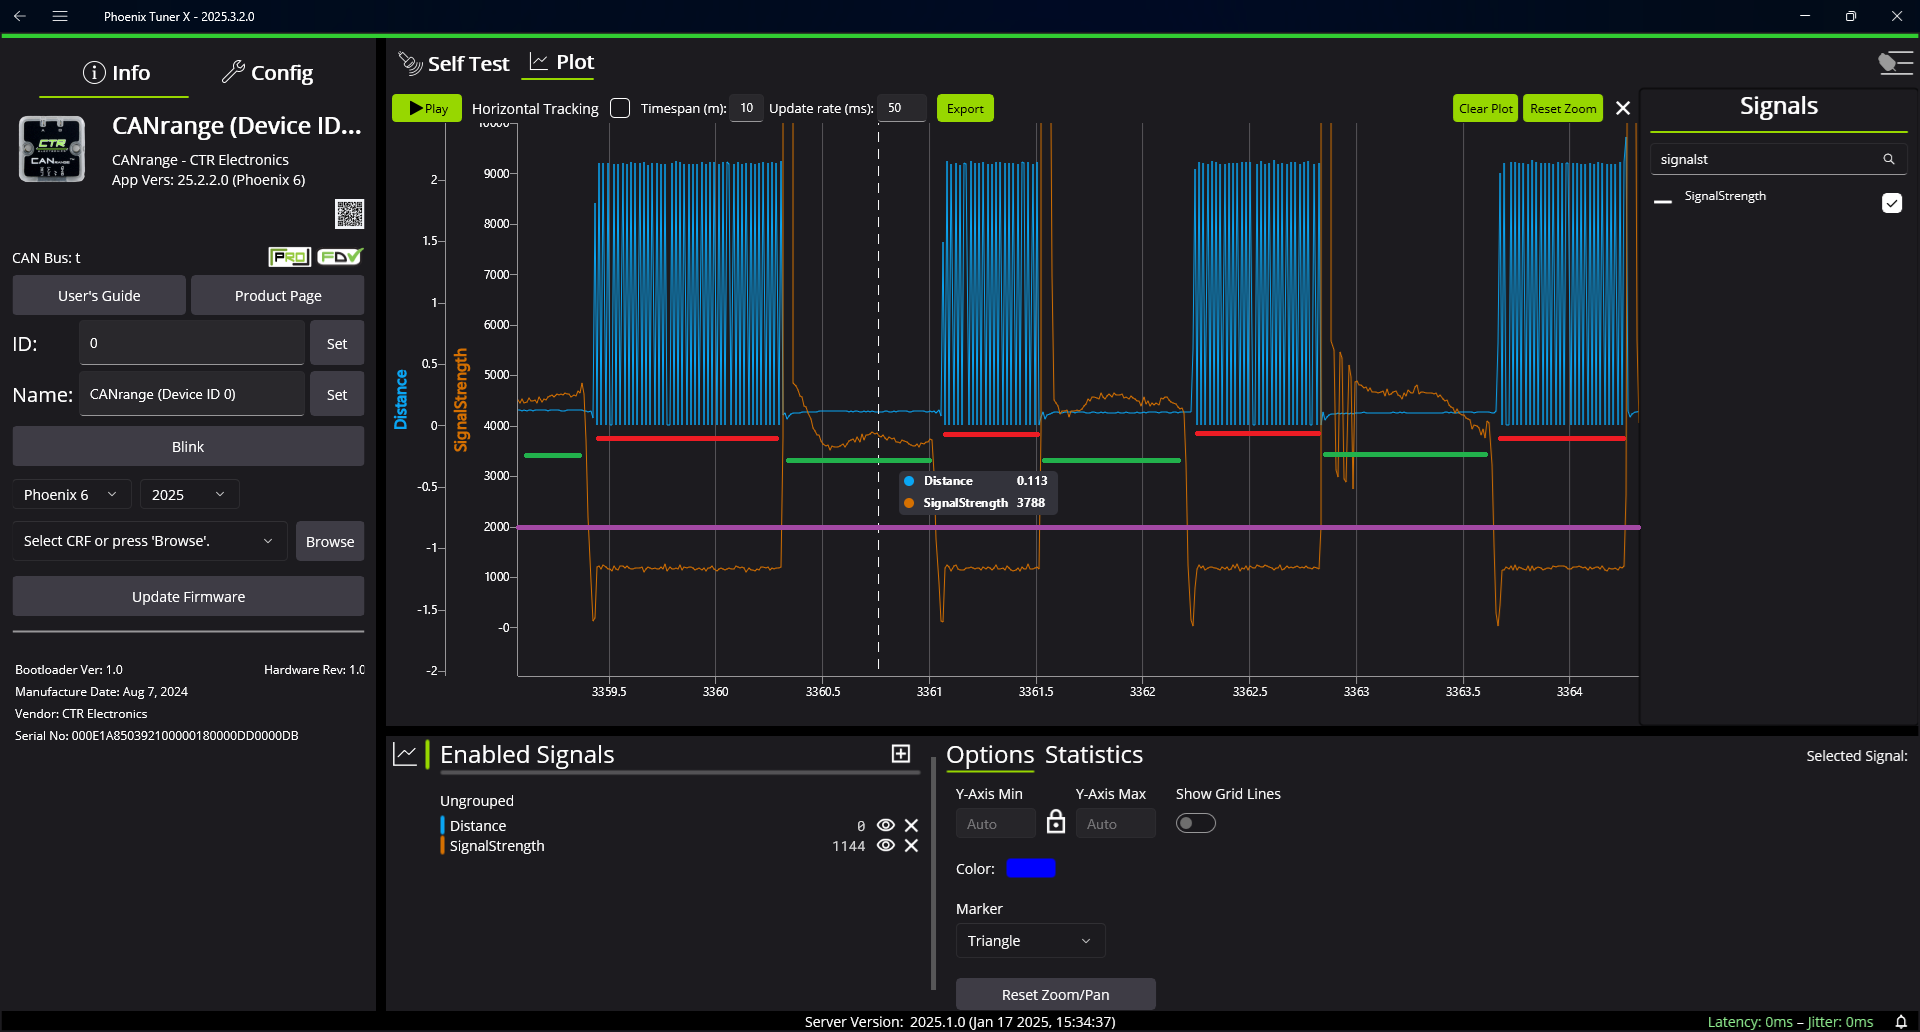 Phoenix Tuner X - 2025.3.2.0
Info
Config
CTR
CANRANGE
CANrange (Device ID...
CANrange - CTR Electronics
App Vers: 25.2.2.0 (Phoenix 6)
CAN Bus: t
PRO
FDV
User's Guide
Product Page
ID:
0
Set
Name:
CANrange (Device ID 0)
Set
Blink
Phoenix 6
2025
Select CRF or press 'Browse'.
Browse
Update Firmware
Bootloader Ver: 1.0
Hardware Rev: 1.0
Manufacture Date: Aug 7, 2024
Vendor: CTR Electronics
Serial No: 000E1A850392100000180000DD0000DB
Self Test
Plot
Play
Horizontal Tracking
Timespan (m):
10
Update rate (ms):
50
Export
Clear Plot
Reset Zoom
Distance
2
1.5
1
0.5
0
-0.5
-1
-1.5
-2
SignalStrength
10000
9000
8000
7000
6000
5000
4000
3000
2000
1000
-0
Distance 0.113
SignalStrength 3788
3359.5
3360
3360.5
3361
3361.5
3362
3362.5
3363
3363.5
3364
Signals
signalst
SignalStrength
Enabled Signals
Ungrouped
Distance 0
SignalStrength 1144
Options
Statistics
Selected Signal:
Y-Axis Min
Y-Axis Max
Show Grid Lines
Auto
Auto
Color:
Marker
Triangle
Reset Zoom/Pan
Server Version: 2025.1.0 (Jan 17 2025, 15:34:37)
Latency: 0ms – Jitter: 0ms